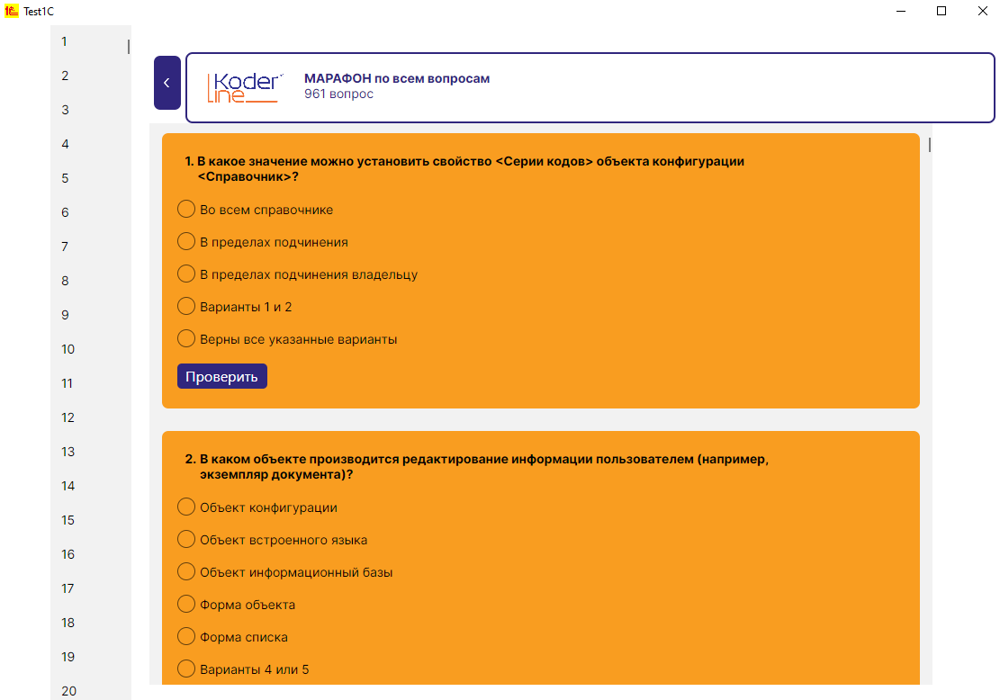 Test1C
1
2
3
4
5
6
7
8
9
10
11
12
13
14
15
16
17
18
19
20
Koder
line
МАРАФОН по всем вопросам
961 вопрос
1. В какое значение можно установить свойство <Серии кодов> объекта конфигурации
<Справочник>?
Во всем справочнике
В пределах подчинения
В пределах подчинения владельцу
Варианты 1 и 2
Верны все указанные варианты
Проверить
2. В каком объекте производится редактирование информации пользователем (например,
экземпляр документа)?
Объект конфигурации
Объект встроенного языка
Объект информационный базы
Форма объекта
Форма списка
Варианты 4 или 5